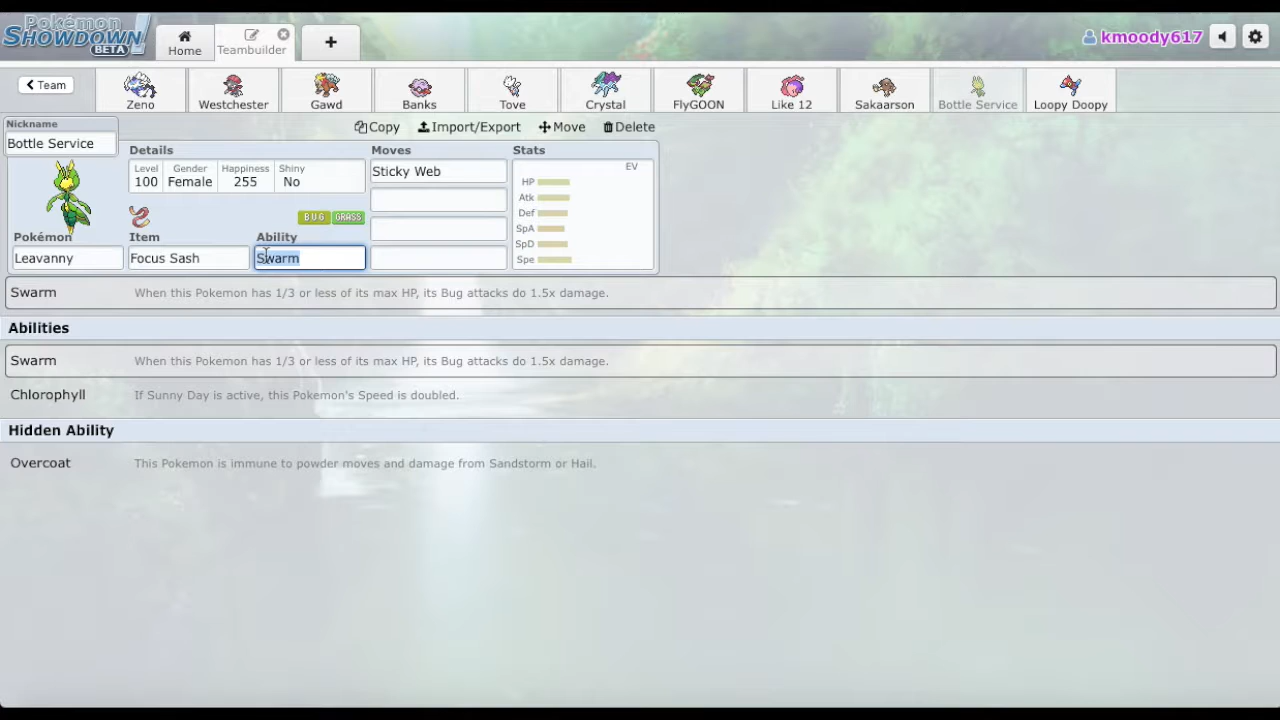 Pokémon
SHOWDOWN
BETA
Home
Teambuilder
+
kmoody617
Team
Zeno
Westchester
Gawd
Banks
Tove
Crystal
FlyGOON
Like 12
Sakaarson
Bottle Service
Loopy Doopy
Nickname
Bottle Service
Copy
Import/Export
Move
Delete
Details
Level
100
Gender
Female
Happiness
255
Shiny
No
BUG
GRASS
Pokémon
Leavanny
Item
Focus Sash
Ability
Swarm
Moves
Sticky Web
Stats
EV
HP
Atk
Def
SpA
SpD
Spe
Swarm When this Pokemon has 1/3 or less of its max HP, its Bug attacks do 1.5x damage.
Abilities
Swarm When this Pokemon has 1/3 or less of its max HP, its Bug attacks do 1.5x damage.
Chlorophyll If Sunny Day is active, this Pokemon's Speed is doubled.
Hidden Ability
Overcoat This Pokemon is immune to powder moves and damage from Sandstorm or Hail.